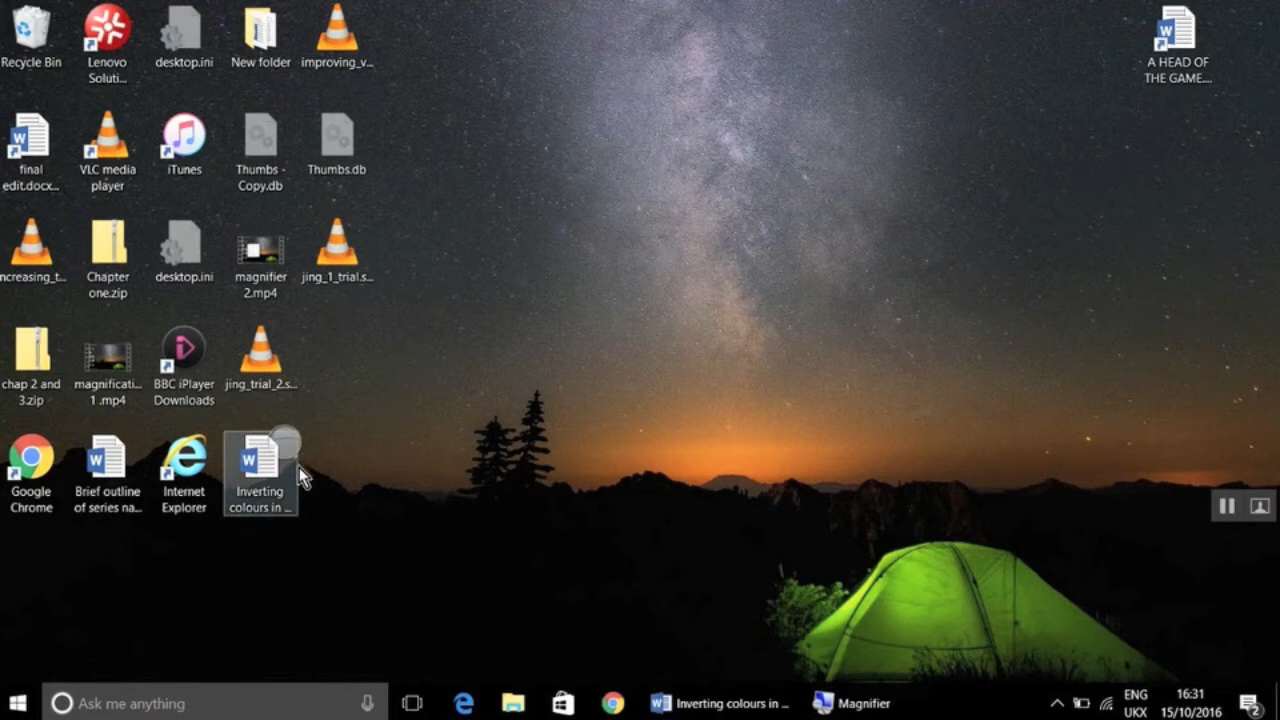 Recycle Bin
Lenovo
Soluti...
desktop.ini
New folder
improving_v...
A HEAD OF
THE GAME....
final
edit.docx...
VLC media
player
iTunes
Thumbs -
Copy.db
Thumbs.db
ncreasing_t...
Chapter
one.zip
desktop.ini
magnifier
2.mp4
jing_1_trial.s...
chap 2 and
3.zip
magnificati...
1 .mp4
BBC iPlayer
Downloads
jing_trial_2.s...
Google
Chrome
Brief outline
of series na...
Internet
Explorer
Inverting
colours in ...
Ask me anything
Inverting colours in ...
Magnifier
ENG
UKX
16:31
15/10/2016
2